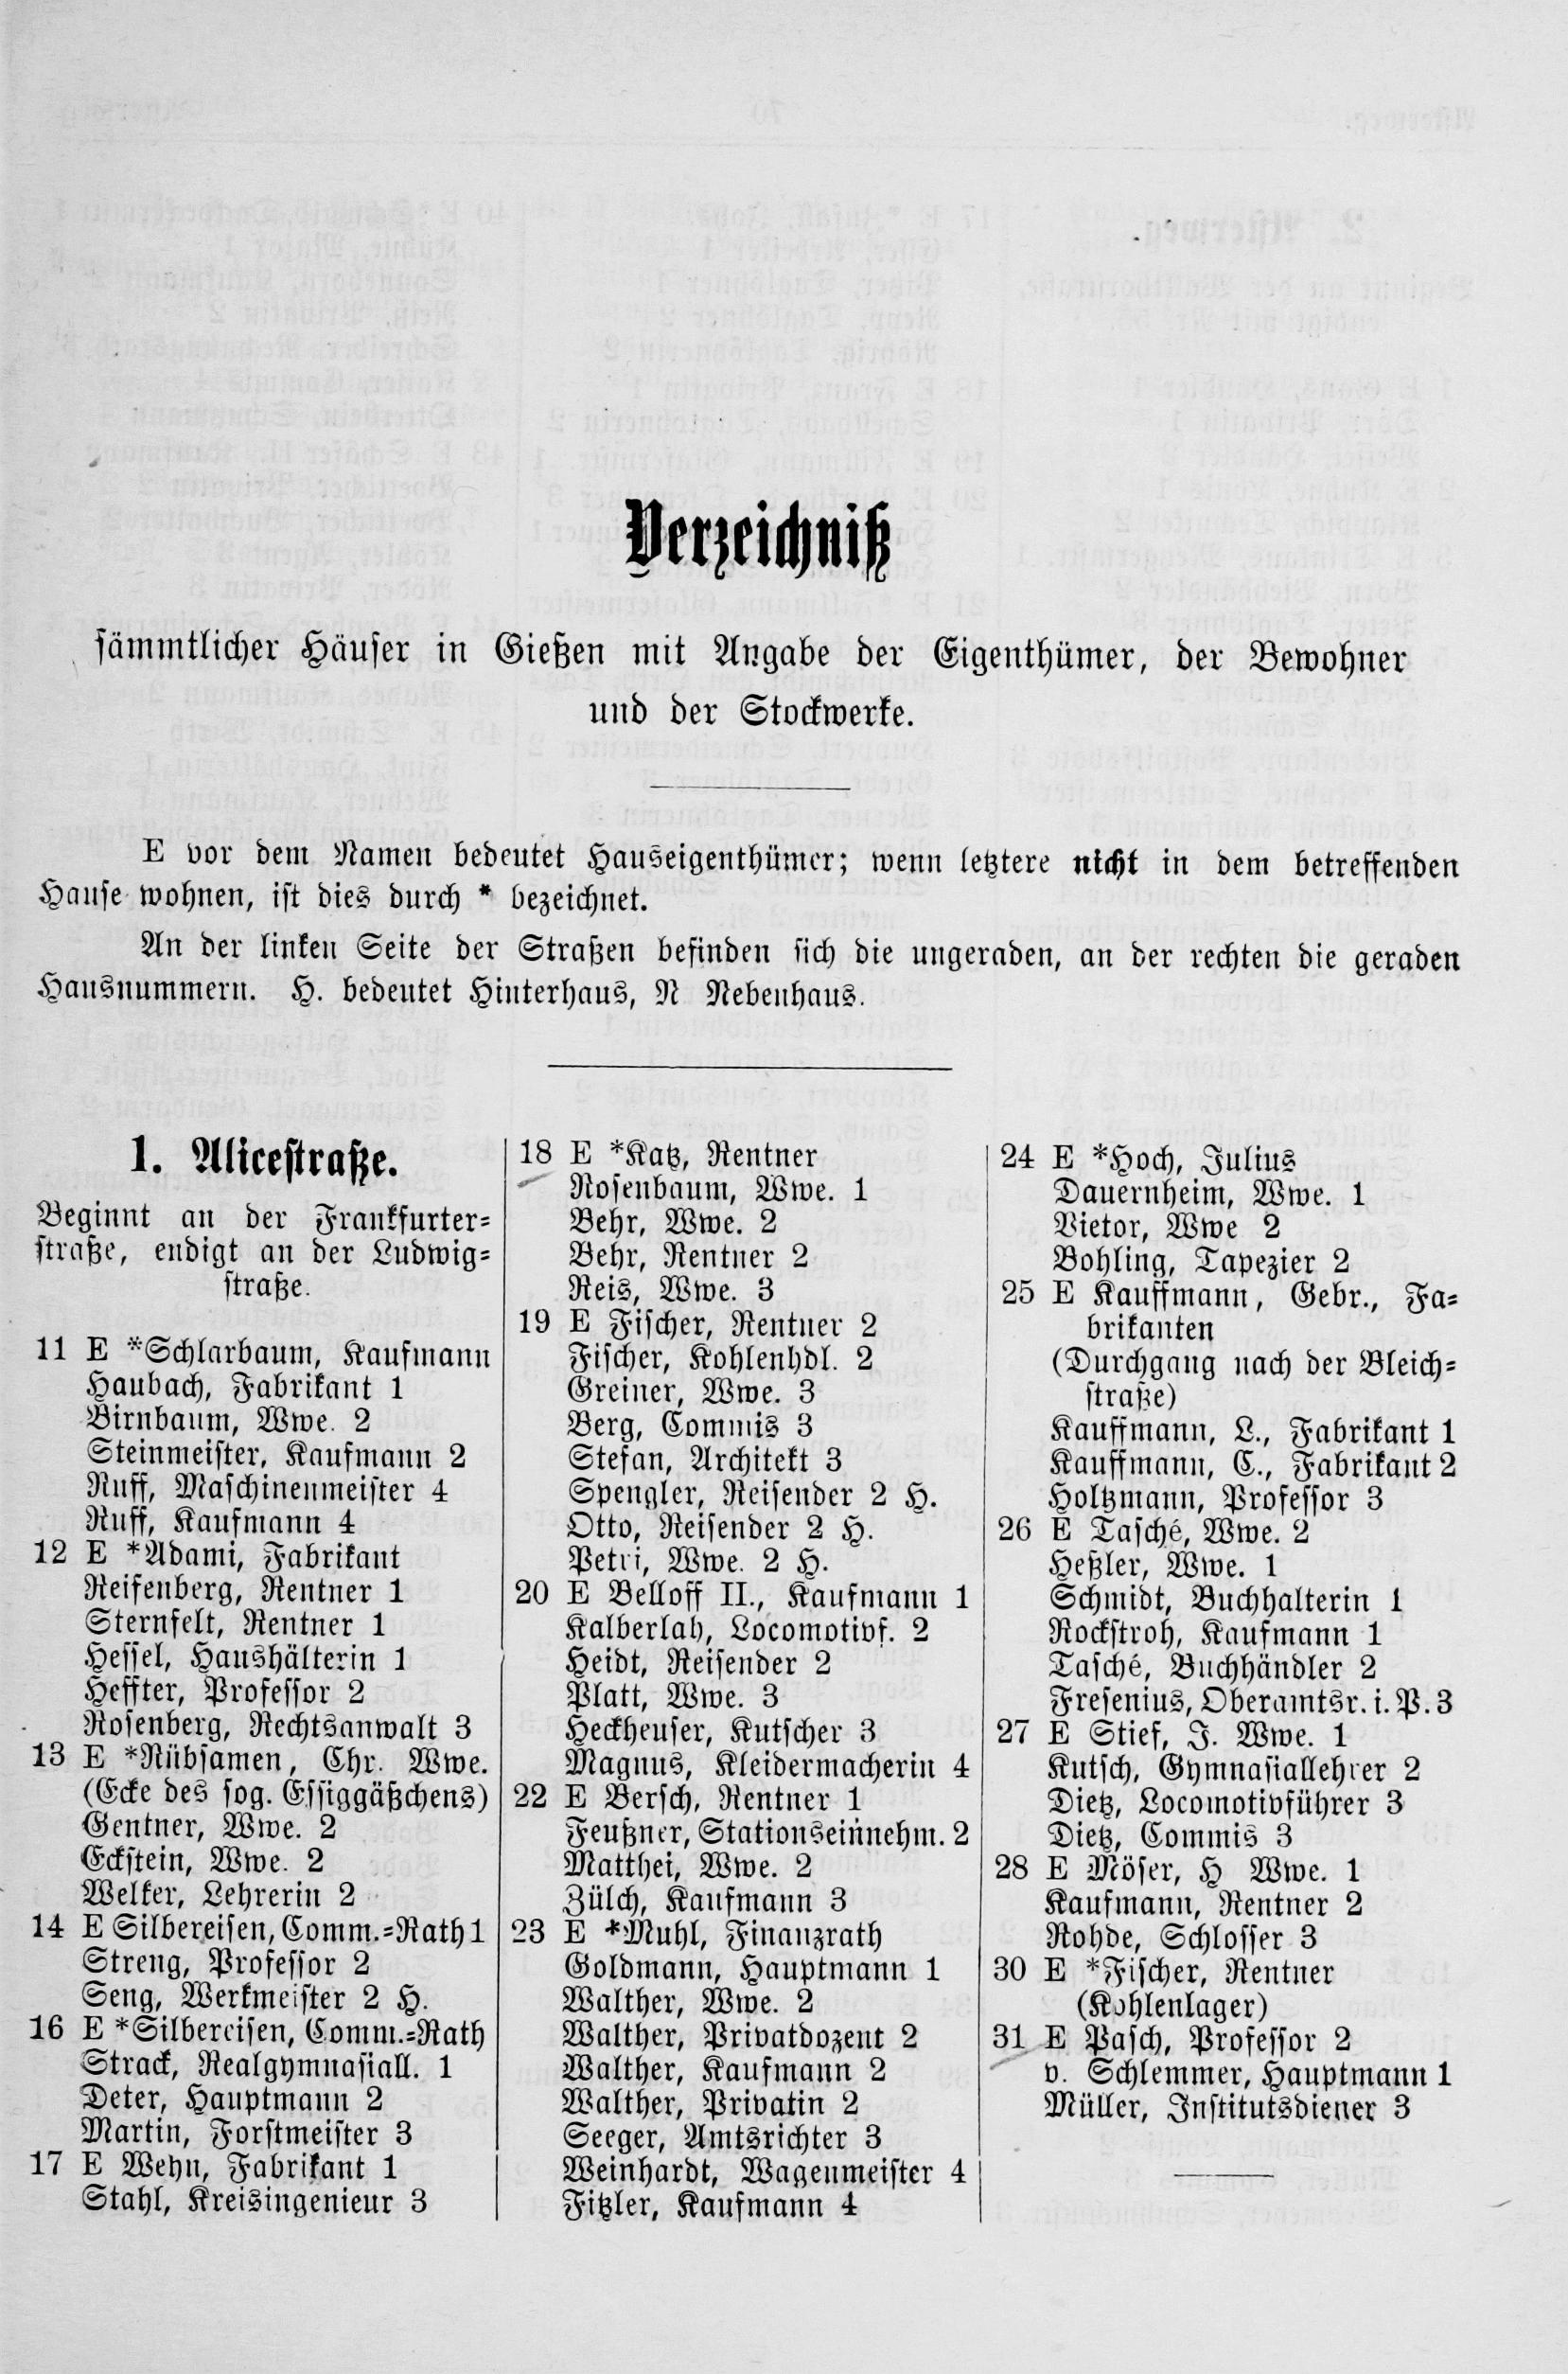 Verzeichniß
sämmtlicher Häuser in Gießen mit Angabe der Eigenthümer, der Bewohner
und der Stockwerke.
E vor dem Namen bedeutet Hauseigenthümer; wenn letztere nicht in dem betreffenden
Hause wohnen, ist dies durch * bezeichnet.
An der linken Seite der Straßen befinden sich die ungeraden, an der rechten die geraden
Hausnummern. H. bedeutet Hinterhaus, N Nebenhaus.
1. Alicestraße.
Beginnt an der Frankfurter-
straße, endigt an der Ludwig-
straße.
11 E *Schlarbaum, Kaufmann
Haubach, Fabrikant 1
Birnbaum, Wwe. 2
Steinmeister, Kaufmann 2
Ruff, Maschinenmeister 4
Ruff, Kaufmann 4
12 E *Adami, Fabrikant
Reifenberg, Rentner 1
Sternfelt, Rentner 1
Hessel, Haushälterin 1
Heffter, Professor 2
Rosenberg, Rechtsanwalt 3
13 E *Rübsamen, Chr. Wwe.
(Ecke des sog. Essiggäßchens)
Gentner, Wwe. 2
Eckstein, Wwe. 2
Welker, Lehrerin 2
14 E Silbereisen, Comm.-Rath 1
Streng, Professor 2
Seng, Werkmeister 2 H.
16 E *Silbereisen, Comm.-Rath
Strack, Realgymnasiall. 1
Deter, Hauptmann 2
Martin, Forstmeister 3
17 E Wehn, Fabrikant 1
Stahl, Kreisingenieur 3
18 E *Katz, Rentner
Rosenbaum, Wwe. 1
Behr, Wwe. 2
Behr, Rentner 2
Reis, Wwe. 3
19 E Fischer, Rentner 2
Fischer, Kohlenhdl. 2
Greiner, Wwe. 3
Berg, Commis 3
Stefan, Architekt 3
Spengler, Reisender 2 H.
Otto, Reisender 2 H.
Petri, Wwe. 2 H.
20 E Belloff II., Kaufmann 1
Kalberlah, Locomotivf. 2
Heidt, Reisender 2
Platt, Wwe. 3
Heckheuser, Kutscher 3
Magnus, Kleidermacherin 4
22 E Bersch, Rentner 1
Feußner, Stationseinnehm. 2
Matthei, Wwe. 2
Zülch, Kaufmann 3
23 E *Muhl, Finanzrath
Goldmann, Hauptmann 1
Walther, Wwe. 2
Walther, Privatdozent 2
Walther, Kaufmann 2
Walther, Privatin 2
Seeger, Amtsrichter 3
Weinhardt, Wagenmeister 4
Fitzler, Kaufmann 4
24 E *Hoch, Julius
Dauernheim, Wwe. 1
Vietor, Wwe 2
Bohling, Tapezier 2
25 E Kauffmann, Gebr., Fa-
brikanten
(Durchgang nach der Bleich-
straße)
Kauffmann, L., Fabrikant 1
Kauffmann, C., Fabrikant 2
Holtzmann, Professor 3
26 E Tasché, Wwe. 2
Heßler, Wwe. 1
Schmidt, Buchhalterin 1
Rockstroh, Kaufmann 1
Tasché, Buchhändler 2
Fresenius, Oberamtsr. i. P. 3
27 E Stief, J. Wwe. 1
Kutsch, Gymnasiallehrer 2
Dietz, Locomotivführer 3
Dietz, Commis 3
28 E Möser, H Wwe. 1
Kaufmann, Rentner 2
Rohde, Schlosser 3
30 E *Fischer, Rentner
(Kohlenlager)
31 E Pasch, Professor 2
v. Schlemmer, Hauptmann 1
Müller, Institutsdiener 3